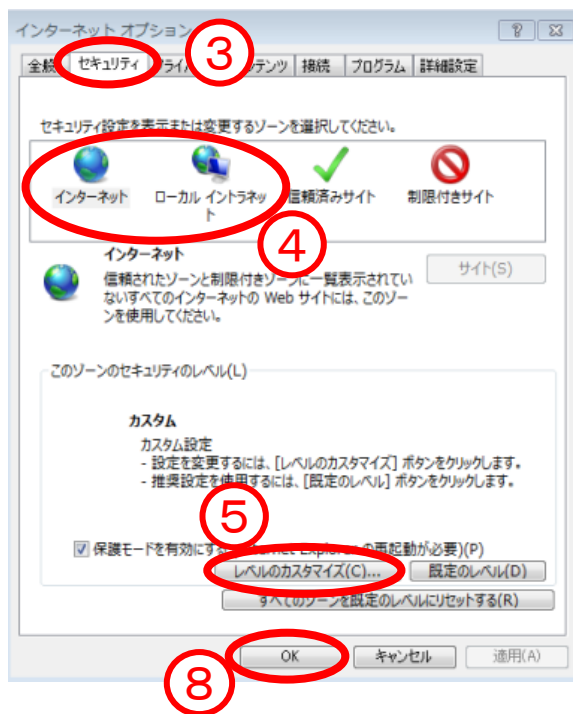 インターネット オプション
③
全般 セキュリティ プライ テンツ 接続 プログラム 詳細設定
セキュリティ設定を表示または変更するゾーンを選択してください。
インターネット ローカル イントラネッ 信頼済みサイト 制限付きサイト
ト
④
インターネット
サイト(S)
信頼されたゾーンと制限付きゾーンに一覧表示されてい
ないすべてのインターネットの Web サイトには、このゾー
ンを使用してください。
このゾーンのセキュリティのレベル(L)
カスタム
カスタム設定
- 設定を変更するには、[レベルのカスタマイズ] ボタンをクリックします。
- 推奨設定を使用するには、[既定のレベル] ボタンをクリックします。
⑤
保護モードを有効にする (Internet Explorer の再起動が必要)(P)
レベルのカスタマイズ(C)... 既定のレベル(D)
すべてのゾーンを既定のレベルにリセットする(R)
OK キャンセル 適用(A)
⑧